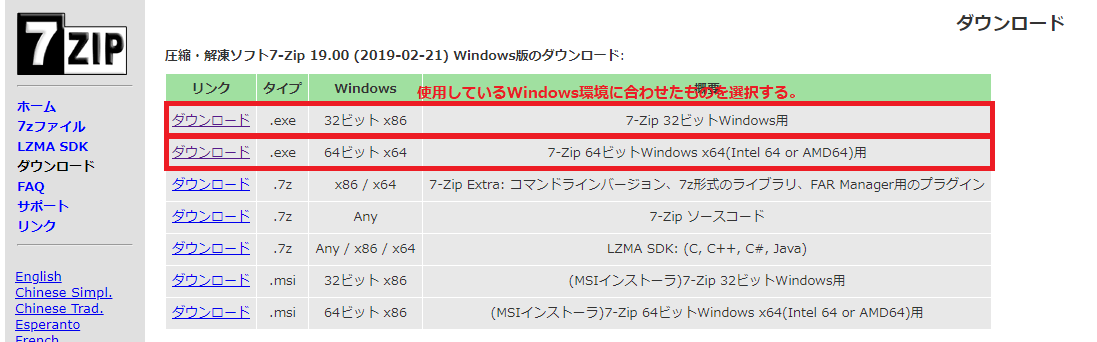 7ZIP
ダウンロード
圧縮・解凍ソフト7-Zip 19.00 (2019-02-21) Windows版のダウンロード:
リンク タイプ Windows 概要
使用しているWindows環境に合わせたものを選択する。
ダウンロード .exe 32ビット x86 7-Zip 32ビットWindows用
ダウンロード .exe 64ビット x64 7-Zip 64ビットWindows x64(Intel 64 or AMD64)用
ダウンロード .7z x86 / x64 7-Zip Extra: コマンドラインバージョン、7z形式のライブラリ、FAR Manager用のプラグイン
ダウンロード .7z Any 7-Zip ソースコード
ダウンロード .7z Any / x86 / x64 LZMA SDK: (C, C++, C#, Java)
ダウンロード .msi 32ビット x86 (MSIインストーラ)7-Zip 32ビットWindows用
ダウンロード .msi 64ビット x86 (MSIインストーラ)7-Zip 64ビットWindows x64(Intel 64 or AMD64)用
ホーム
7zファイル
LZMA SDK
ダウンロード
FAQ
サポート
リンク
English
Chinese Simpl.
Chinese Trad.
Esperanto
French